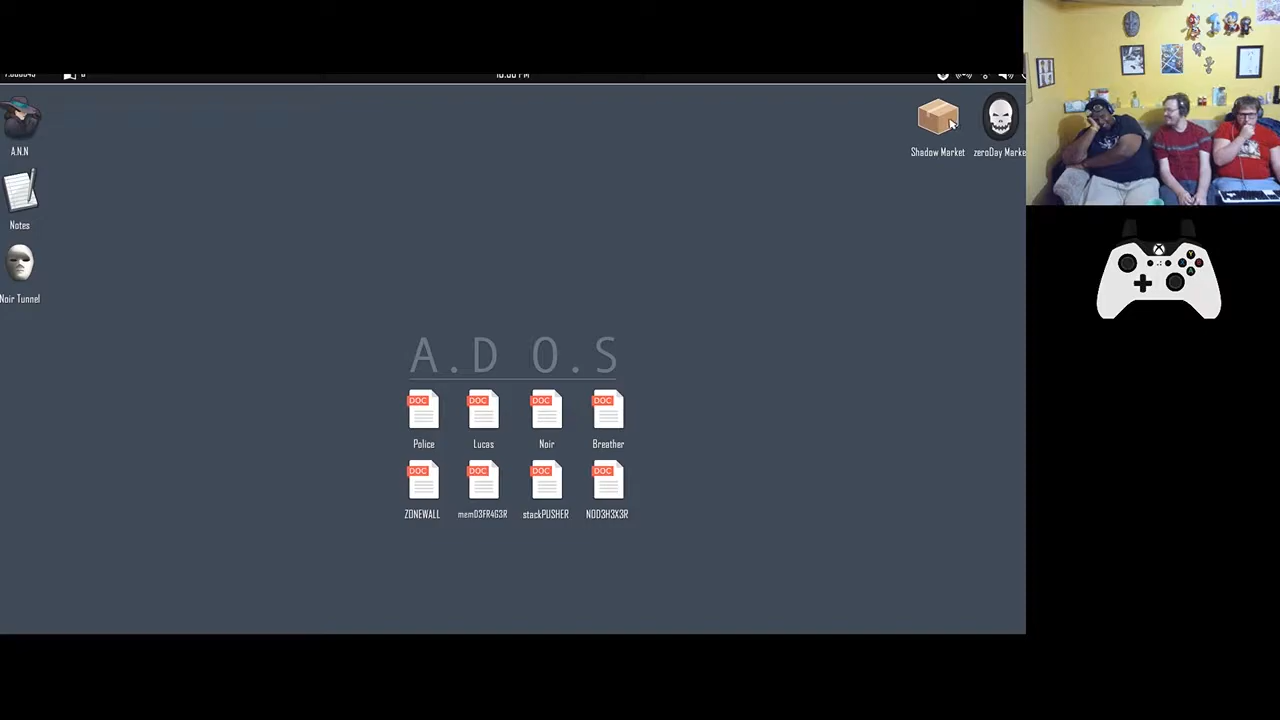 A.N.N
Notes
Noir Tunnel
Shadow Market
zeroDay Marke
A.D O.S
DOC DOC DOC DOC
Police Lucas Noir Breather
DOC DOC DOC DOC
ZONEWALL memD3FR4G3R stackPUSHER N0D3H3X3R